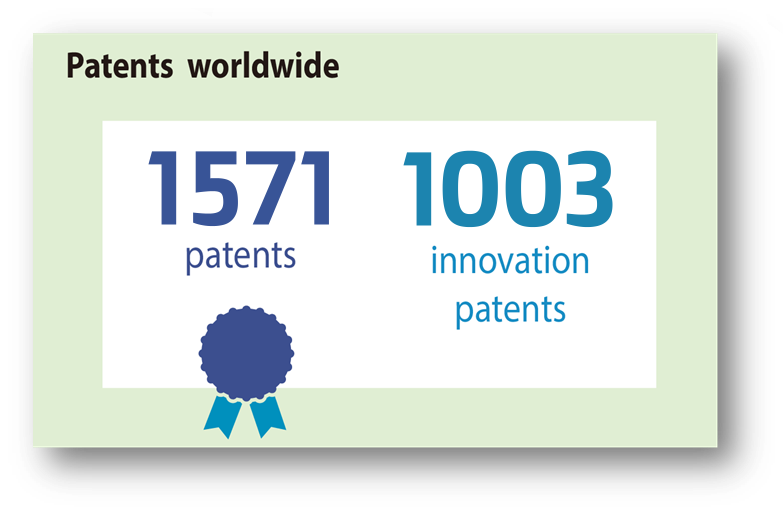 Patents worldwide
1571
patents
1003
innovation
patents